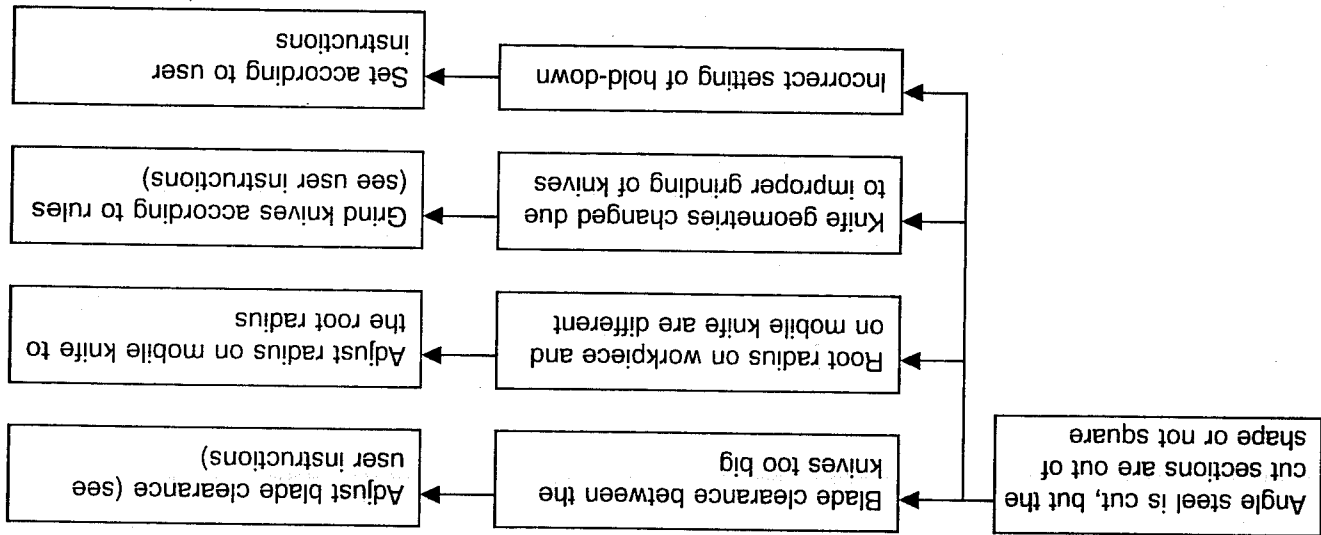 Angle steel is cut, but the
cut sections are out of
shape or not square
Blade clearance between the
knives too big
Adjust blade clearance (see
user instructions)
Root radius on workpiece and
on mobile knife are different
Adjust radius on mobile knife to
the root radius
Knife geometries changed due
to improper grinding of knives
Grind knives according to rules
(see user instructions)
Incorrect setting of hold-down
Set according to user
instructions